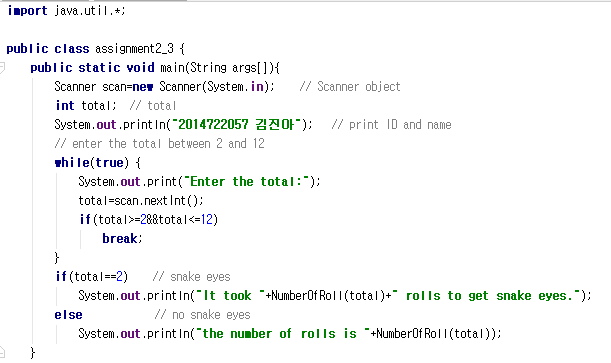 import java.util.*;
public class assignment2_3 {
public static void main(String args[]){
Scanner scan=new Scanner(System.in); // Scanner object
int total; // total
System.out.println("2014722057 김진아"); // print ID and name
// enter the total between 2 and 12
while(true) {
System.out.print("Enter the total:");
total=scan.nextInt();
if(total>=2&&total<=12)
break;
}
if(total==2) // snake eyes
System.out.println("It took "+NumberOfRoll(total)+" rolls to get snake eyes.");
else // no snake eyes
System.out.println("the number of rolls is "+NumberOfRoll(total));
}